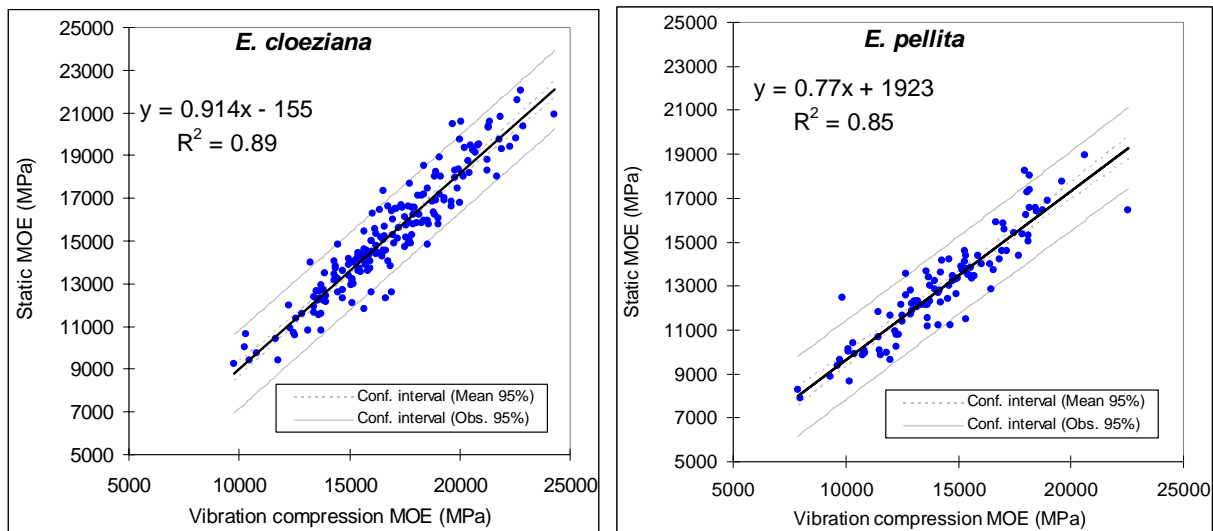 E. cloeziana
y = 0.914x - 155
R² = 0.89
Static MOE (MPa)
25000
23000
21000
19000
17000
15000
13000
11000
9000
7000
5000
Conf. interval (Mean 95%)
Conf. interval (Obs. 95%)
5000 10000 15000 20000 25000
Vibration compression MOE (MPa)
E. pellita
y = 0.77x + 1923
R² = 0.85
Static MOE (MPa)
25000
23000
21000
19000
17000
15000
13000
11000
9000
7000
5000
Conf. interval (Mean 95%)
Conf. interval (Obs. 95%)
5000 10000 15000 20000 25000
Vibration compression MOE (MPa)